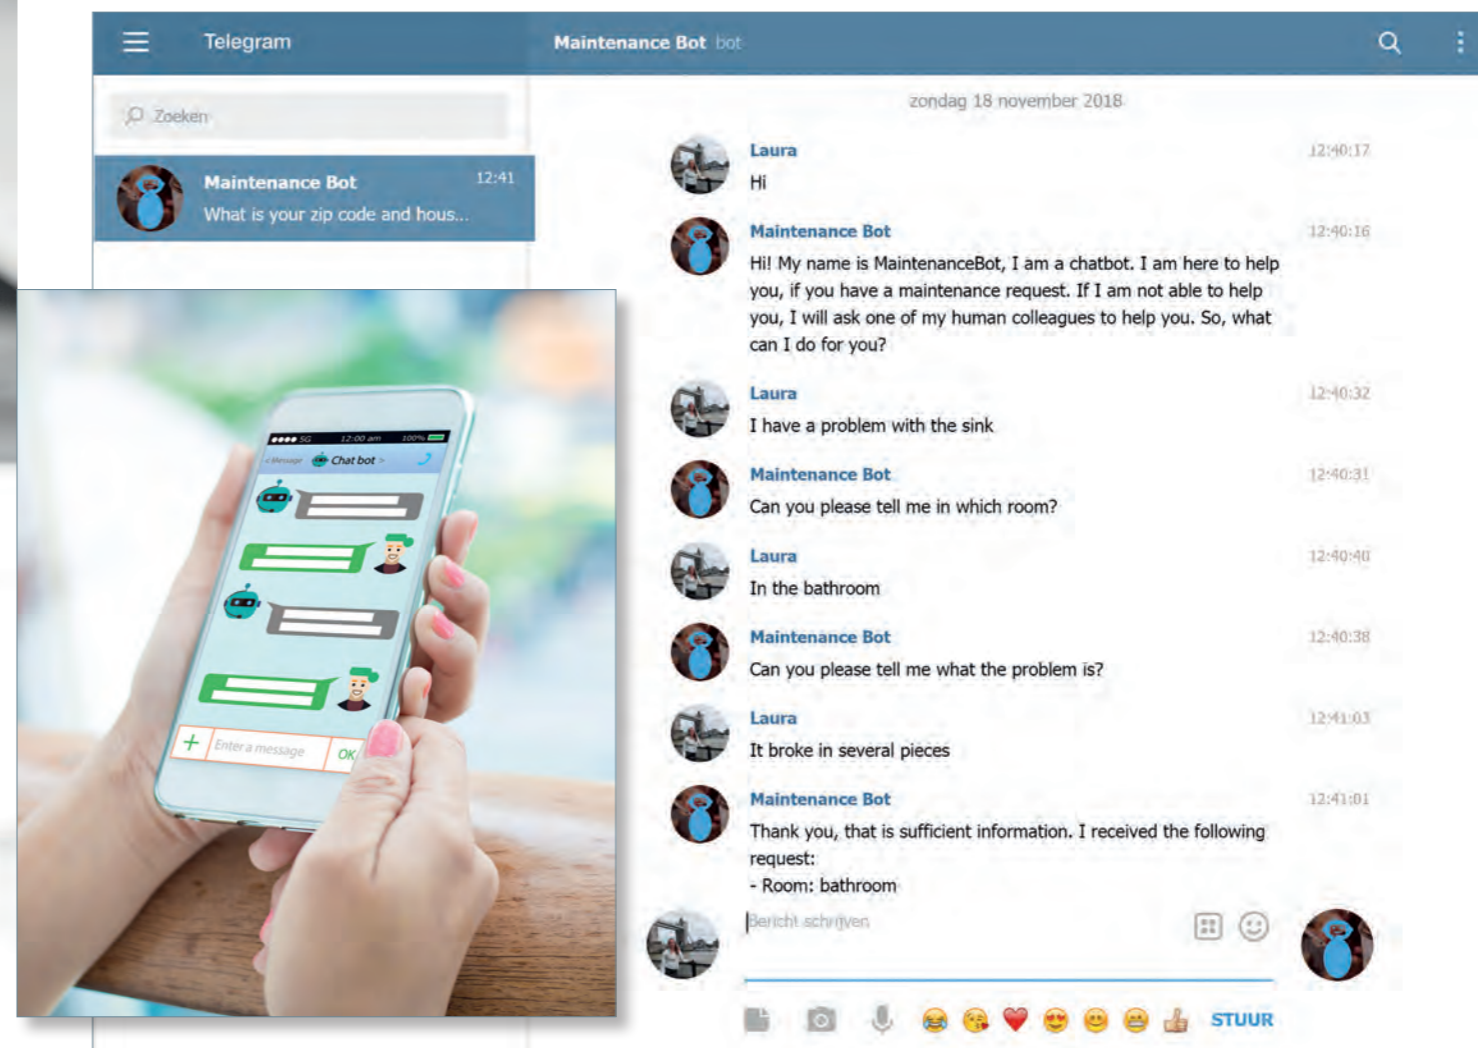 Telegram
Maintenance Bot bot
Zoeken
Maintenance Bot 12:41
What is your zip code and hous...
zondag 18 november 2018
Laura 12:40:17
Hi
Maintenance Bot 12:40:16
Hi! My name is MaintenanceBot, I am a chatbot. I am here to help
you, if you have a maintenance request. If I am not able to help
you, I will ask one of my human colleagues to help you. So, what
can I do for you?
Laura 12:40:32
I have a problem with the sink
Maintenance Bot 12:40:31
Can you please tell me in which room?
Laura 12:40:40
In the bathroom
Maintenance Bot 12:40:38
Can you please tell me what the problem is?
Laura 12:41:03
It broke in several pieces
Maintenance Bot 12:41:01
Thank you, that is sufficient information. I received the following
request:
- Room: bathroom
Bericht schrijven
STUUR
5G 12:00 am 100%
< Message Chat bot >
+ Enter a message OK